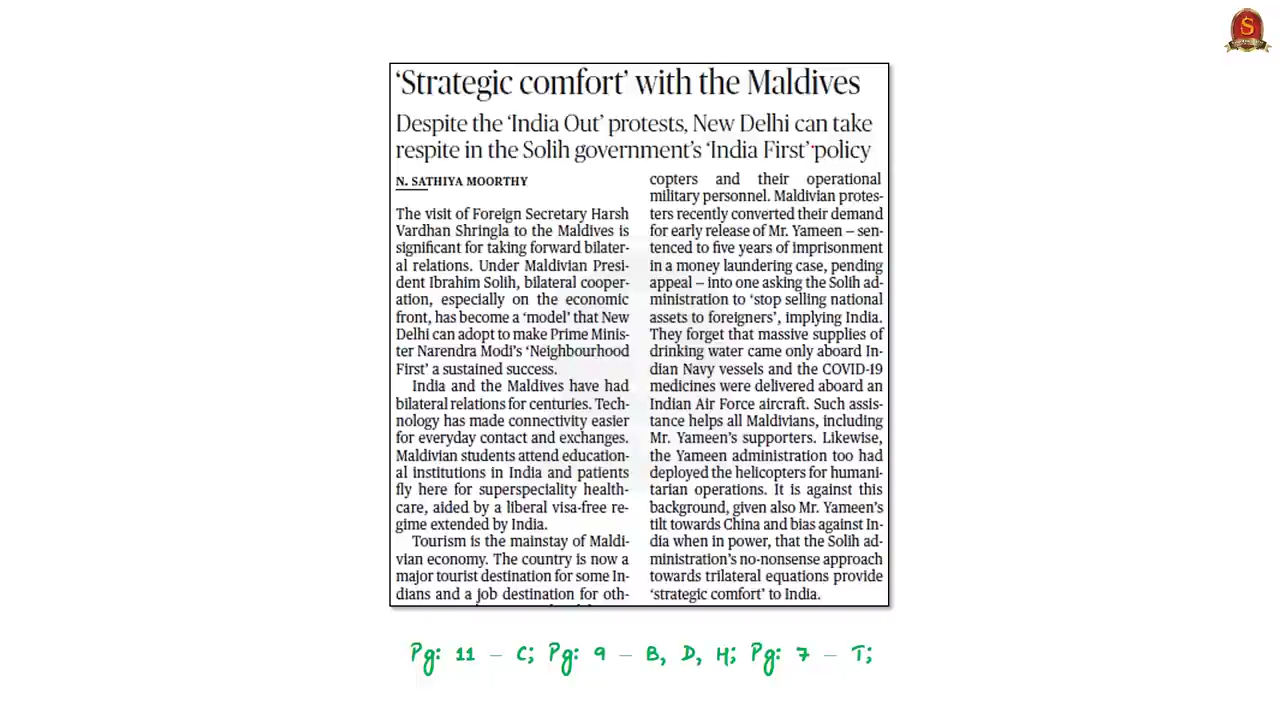 S
'Strategic comfort' with the Maldives
Despite the 'India Out' protests, New Delhi can take
respite in the Solih government's 'India First' policy
N. SATHIYA MOORTHY
The visit of Foreign Secretary Harsh
Vardhan Shringla to the Maldives is
significant for taking forward bilater-
al relations. Under Maldivian Presi-
dent Ibrahim Solih, bilateral cooper-
ation, especially on the economic
front, has become a 'model' that New
Delhi can adopt to make Prime Minis-
ter Narendra Modi's 'Neighbourhood
First' a sustained success.
India and the Maldives have had
bilateral relations for centuries. Tech-
nology has made connectivity easier
for everyday contact and exchanges.
Maldivian students attend education-
al institutions in India and patients
fly here for superspeciality health-
care, aided by a liberal visa-free re-
gime extended by India.
Tourism is the mainstay of Maldi-
vian economy. The country is now a
major tourist destination for some In-
dians and a job destination for oth-
copters and their operational
military personnel. Maldivian protes-
ters recently converted their demand
for early release of Mr. Yameen – sen-
tenced to five years of imprisonment
in a money laundering case, pending
appeal – into one asking the Solih ad-
ministration to 'stop selling national
assets to foreigners', implying India.
They forget that massive supplies of
drinking water came only aboard In-
dian Navy vessels and the COVID-19
medicines were delivered aboard an
Indian Air Force aircraft. Such assis-
tance helps all Maldivians, including
Mr. Yameen's supporters. Likewise,
the Yameen administration too had
deployed the helicopters for humani-
tarian operations. It is against this
background, given also Mr. Yameen's
tilt towards China and bias against In-
dia when in power, that the Solih ad-
ministration's no-nonsense approach
towards trilateral equations provide
'strategic comfort' to India.
Pg: 11 – C; Pg: 9 – B, D, H; Pg: 7 – T;